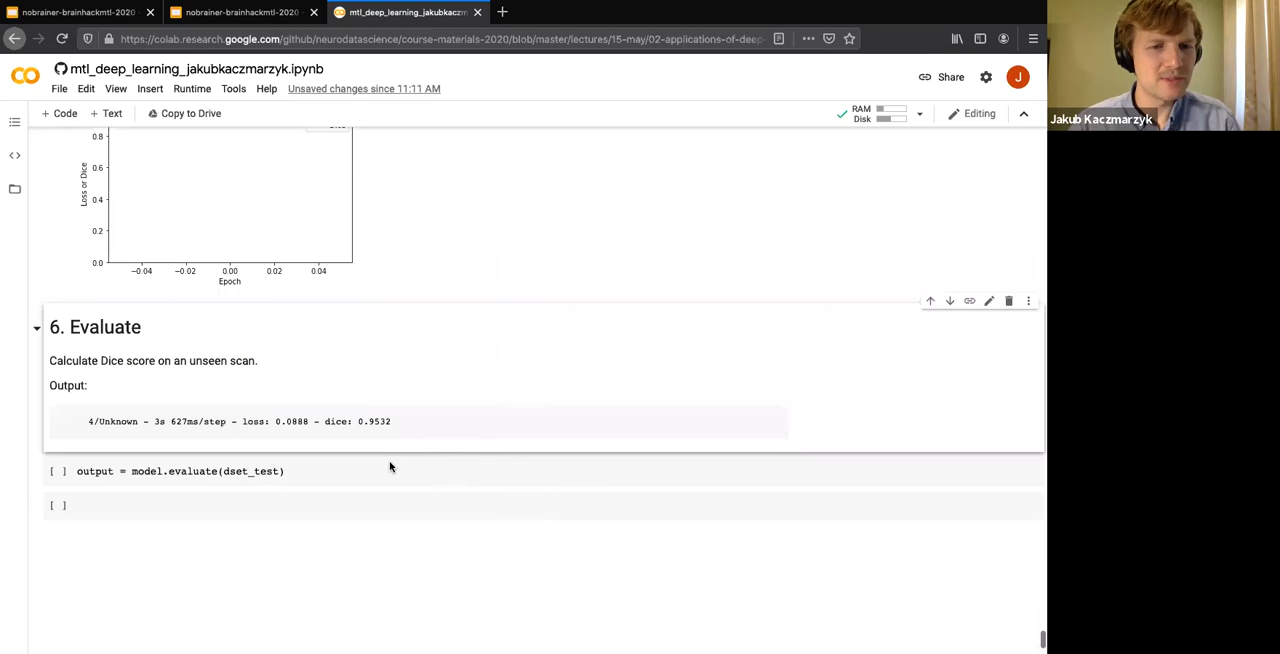 nobrainer-brainhackmtl-2020
nobrainer-brainhackmtl-2020
mtl_deep_learning_jakubkaczm
https://colab.research.google.com/github/neurodatascience/course-materials-2020/blob/master/lectures/15-may/02-applications-of-deep-
mtl_deep_learning_jakubkaczmarzyk.ipynb
Share
J
File Edit View Insert Runtime Tools Help Unsaved changes since 11:11 AM
+ Code + Text Copy to Drive
RAM
Disk
Editing
Jakub Kaczmarzyk
0.8
0.6
0.4
0.2
0.0
Loss or Dice
−0.04 −0.02 0.00 0.02 0.04
Epoch
6. Evaluate
Calculate Dice score on an unseen scan.
Output:
4/Unknown - 3s 627ms/step - loss: 0.0888 - dice: 0.9532
[ ] output = model.evaluate(dset_test)
[ ]